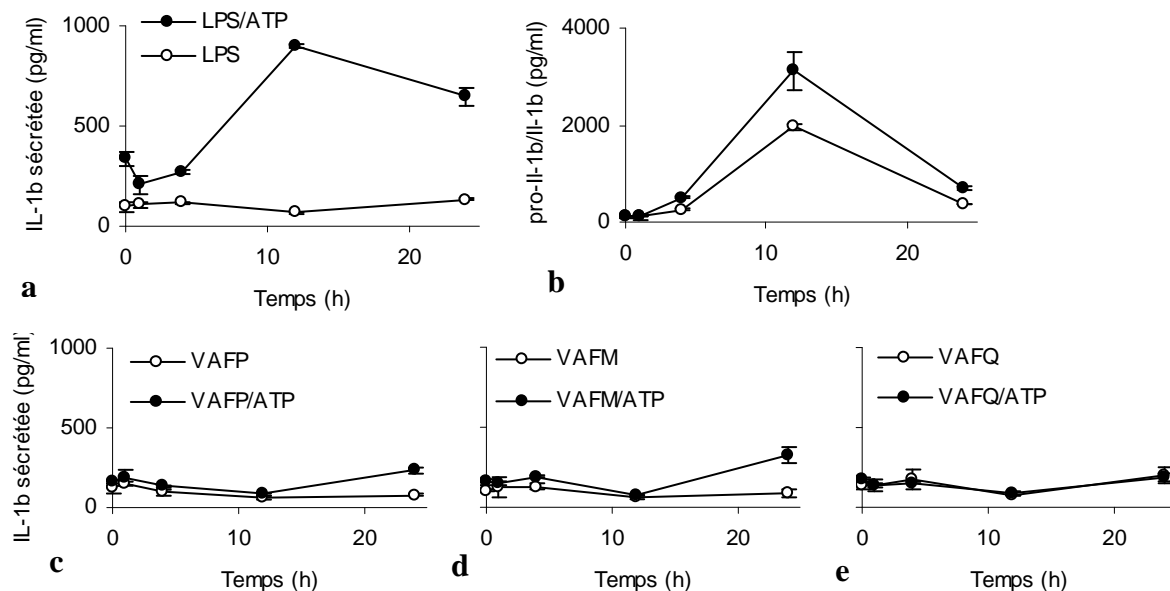 IL-1b sécrétée (pg/ml)
1000
500
0
LPS/ATP
LPS
0 10 20
Temps (h)
a
pro-Il-1b/Il-1b (pg/ml)
4000
2000
0
0 10 20
Temps (h)
b
IL-1b sécrétée (pg/ml)
1000
500
0
VAFP
VAFP/ATP
0 10 20
Temps (h)
c
VAFM
VAFM/ATP
0 10 20
Temps (h)
d
VAFQ
VAFQ/ATP
0 10 20
Temps (h)
e